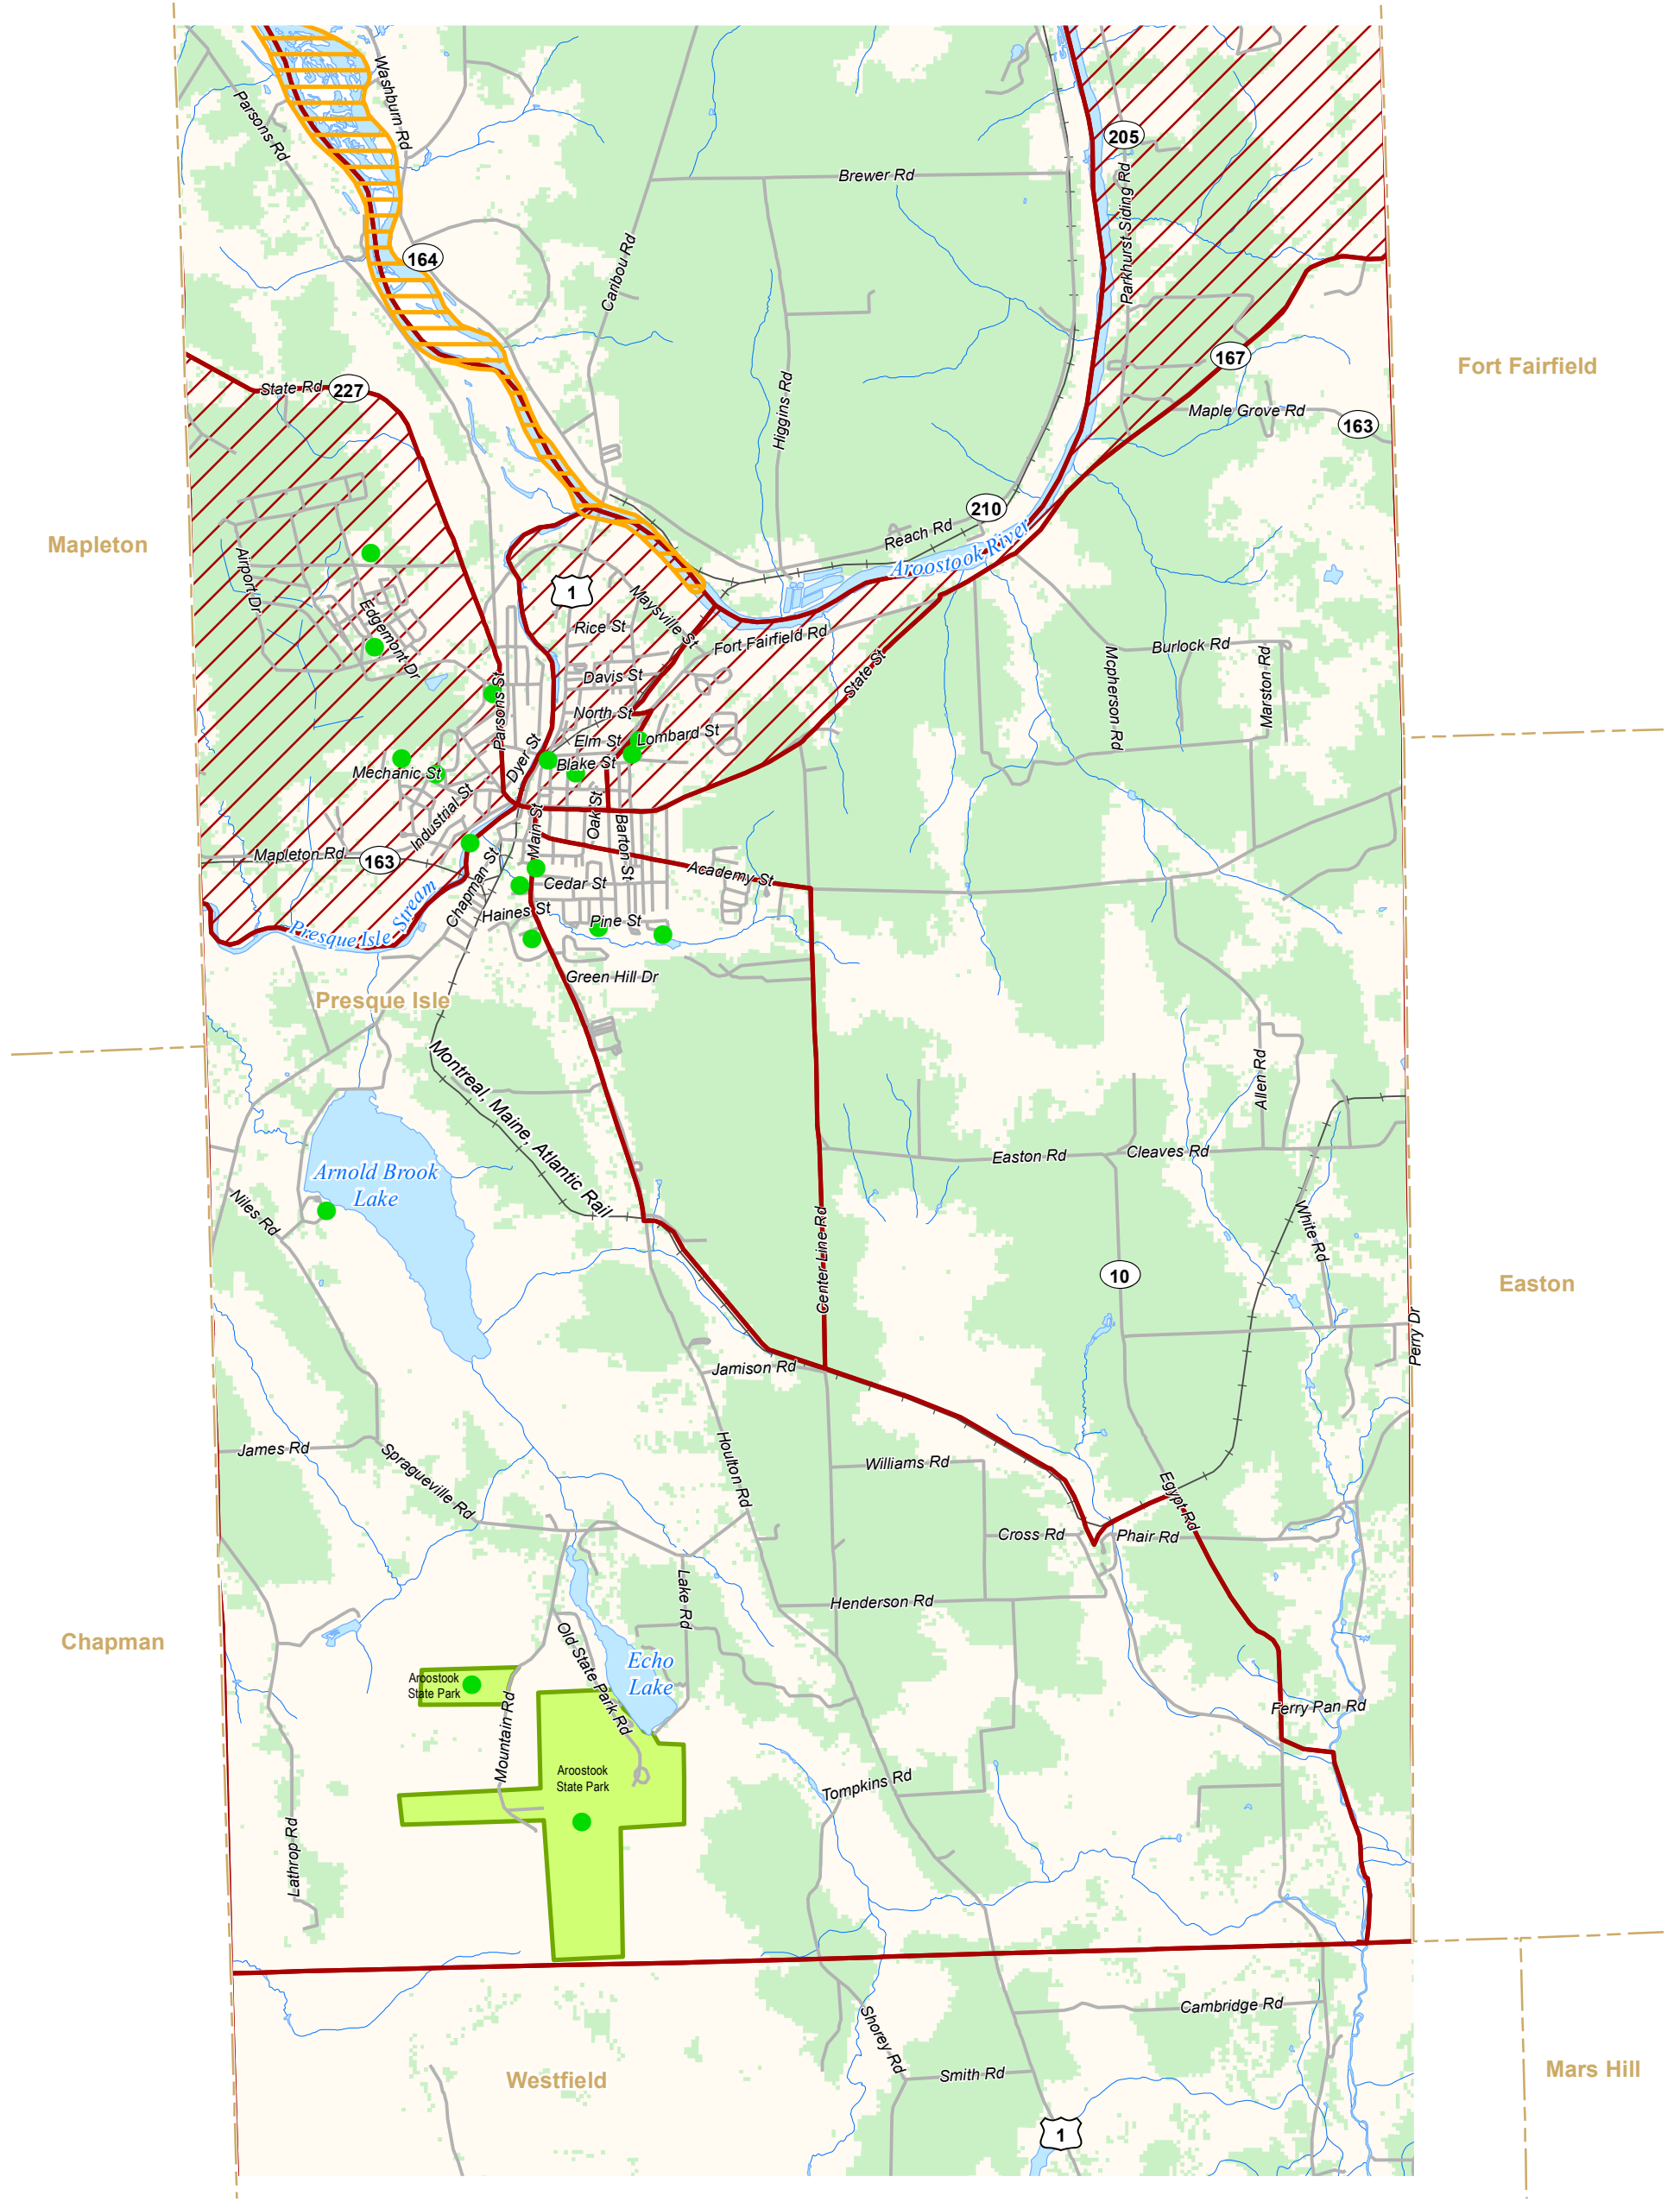 Washburn Rd
Parsons Rd
205
Brewer Rd
Parkhurst Siding Rd
164
Caribou Rd
167
Fort Fairfield
State Rd
227
Higgins Rd
Maple Grove Rd
163
210
Reach Rd
Mapleton
Aroostook River
Airport Dr
1
Edgemont Dr
Maysville St
Rice St
Fort Fairfield Rd
Burlock Rd
Mcpherson Rd
Marston Rd
Davis St
State St
Parsons St
North St
Lombard St
Elm St
Dyer St
Blake St
Mechanic St
Industrial St
Oak St
Main St
Barton St
Mapleton Rd
163
Chapman St
Academy St
Cedar St
Haines St
Pine St
Presque Isle Stream
Green Hill Dr
Presque Isle
Montreal, Maine, Atlantic Rail
Allen Rd
Easton Rd
Cleaves Rd
Arnold Brook
Lake
Niles Rd
White Rd
Center Line Rd
10
Easton
Perry Dr
Jamison Rd
James Rd
Spragueville Rd
Houlton Rd
Williams Rd
Egypt Rd
Cross Rd
Phair Rd
Lake Rd
Henderson Rd
Chapman
Old State Park Rd
Echo
Lake
Aroostook
State Park
Mountain Rd
Ferry Pan Rd
Aroostook
State Park
Tompkins Rd
Lathrop Rd
Cambridge Rd
Shorey Rd
Smith Rd
Westfield
Mars Hill
1